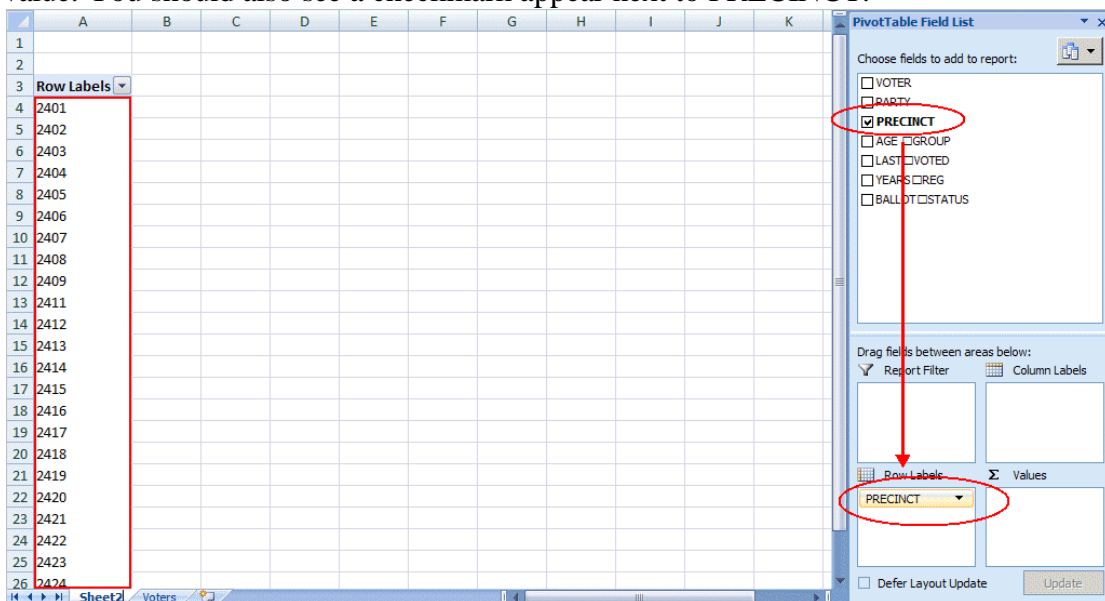 value. You should also see a checkmark appear next to PRECINCT.
A B C D E F G H I J K
PivotTable Field List
1
2
3 Row Labels
4 2401
5 2402
6 2403
7 2404
8 2405
9 2406
10 2407
11 2408
12 2409
13 2411
14 2412
15 2413
16 2414
17 2415
18 2416
19 2417
20 2418
21 2419
22 2420
23 2421
24 2422
25 2423
26 2424
Sheet2 Voters
Choose fields to add to report:
VOTER
PARTY
PRECINCT
AGE GROUP
LAST VOTED
YEARS REG
BALLOT STATUS
Drag fields between areas below:
Report Filter Column Labels
Row Labels Σ Values
PRECINCT
Defer Layout Update Update